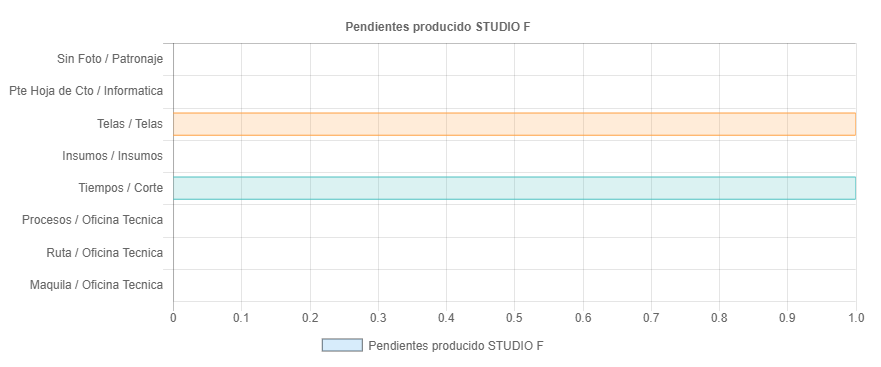 Pendientes producido STUDIO F
Sin Foto / Patronaje
Pte Hoja de Cto / Informatica
Telas / Telas
Insumos / Insumos
Tiempos / Corte
Procesos / Oficina Tecnica
Ruta / Oficina Tecnica
Maquila / Oficina Tecnica
0 0.1 0.2 0.3 0.4 0.5 0.6 0.7 0.8 0.9 1.0
Pendientes producido STUDIO F